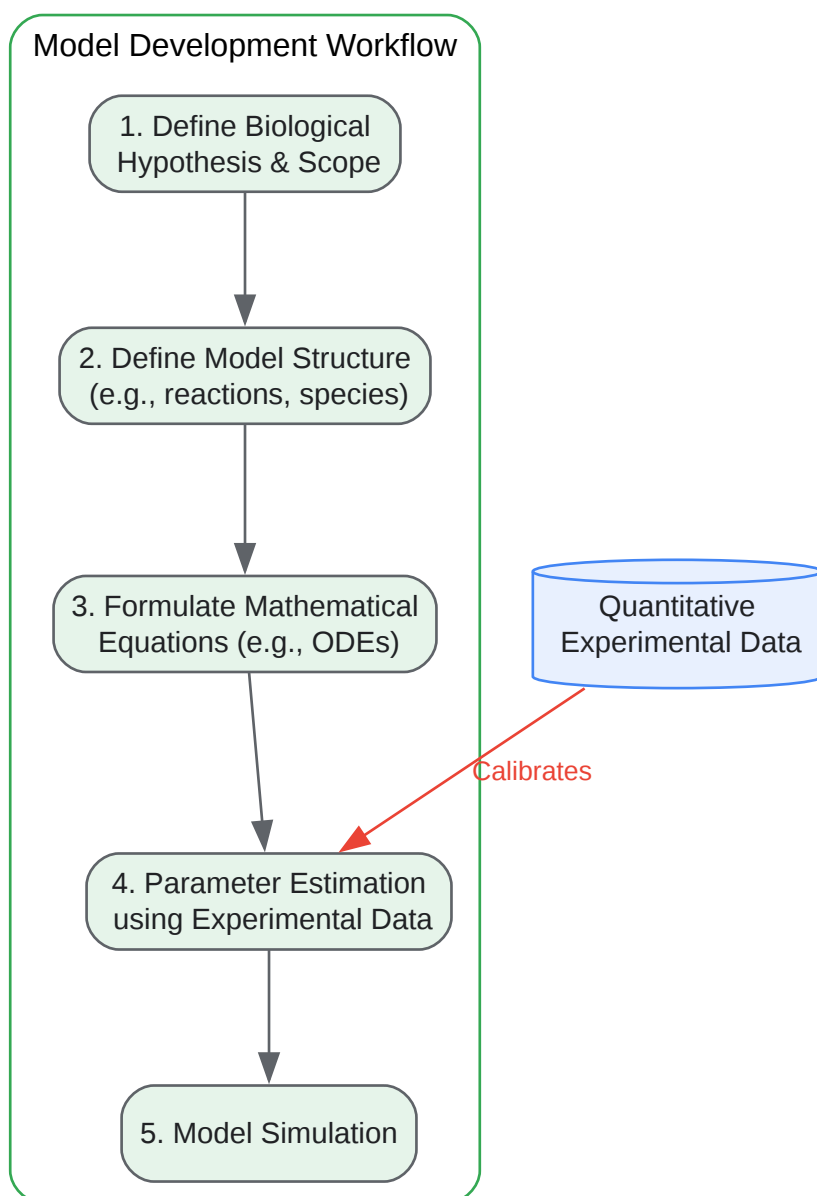 Model Development Workflow
1. Define Biological
Hypothesis & Scope
2. Define Model Structure
(e.g., reactions, species)
3. Formulate Mathematical
Equations (e.g., ODEs)
Quantitative
Experimental Data
Calibrates
4. Parameter Estimation
using Experimental Data
5. Model Simulation